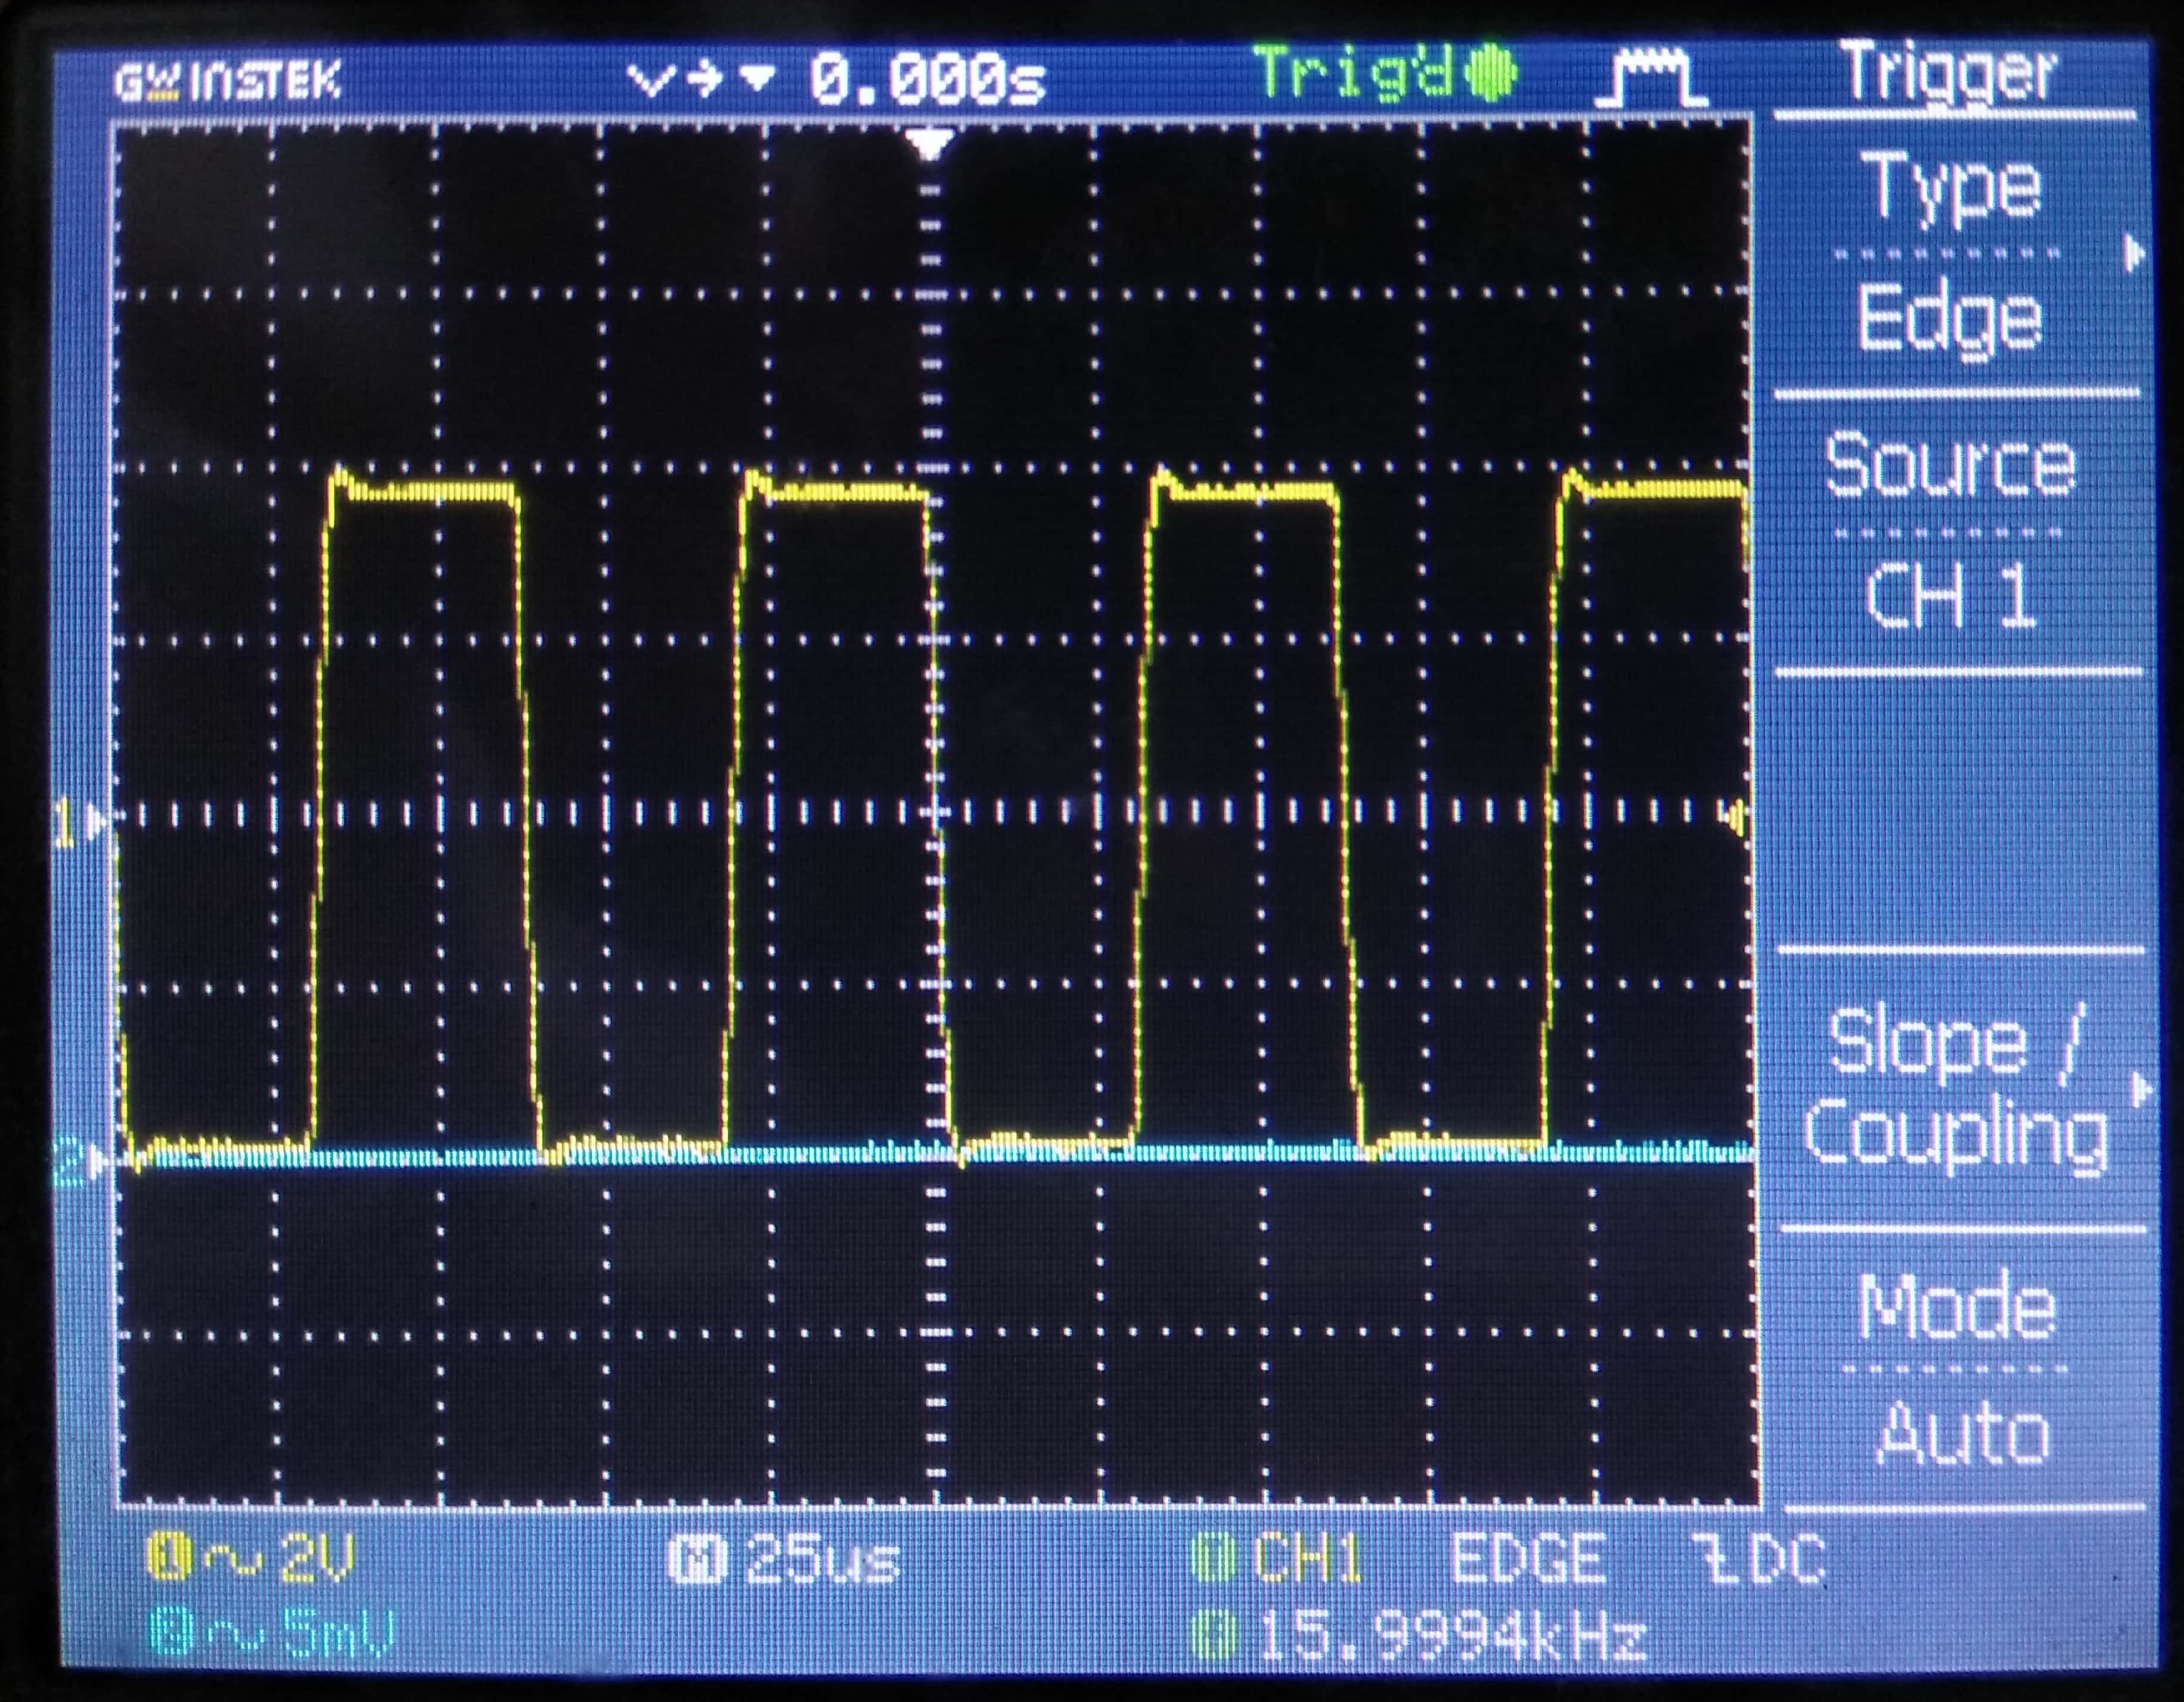 GW INSTEK 0.000s Trig'd Trigger
Type
Edge
Source
CH 1
1
Slope /
Coupling
2
Mode
Auto
1 ~ 2V M 25us T CH1 EDGE DC
2 ~ 5mV 15.9994kHz